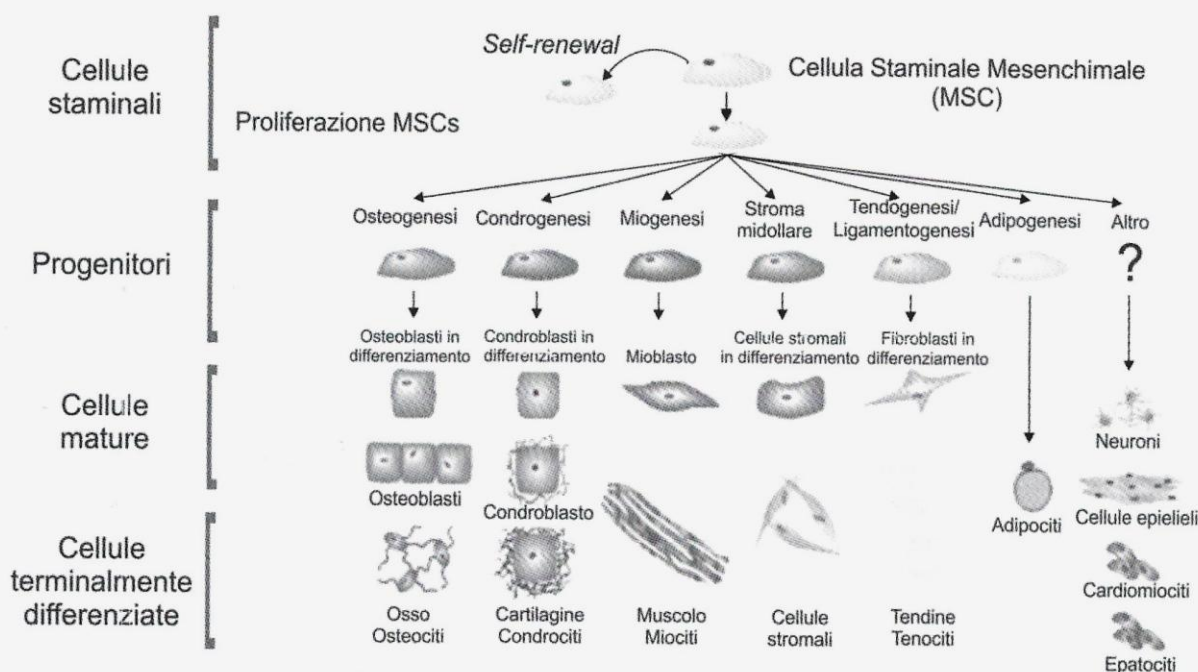 Cellule
staminali
Self-renewal
Cellula Staminale Mesenchimale
(MSC)
Proliferazione MSCs
Progenitori
Osteogenesi
Condrogenesi
Miogenesi
Stroma
midollare
Tendogenesi/
Ligamentogenesi
Adipogenesi
Altro
?
Osteoblasti in
differenziamento
Condroblasti in
differenziamento
Mioblasto
Cellule stromali
in differenziamento
Fibroblasti in
differenziamento
Cellule
mature
Osteoblasti
Condroblasto
Adipociti
Neuroni
Cellule epielieli
Cellule
terminalmente
differenziate
Osso
Osteociti
Cartilagine
Condrociti
Muscolo
Miociti
Cellule
stromali
Tendine
Tenociti
Cardiomiociti
Epatociti